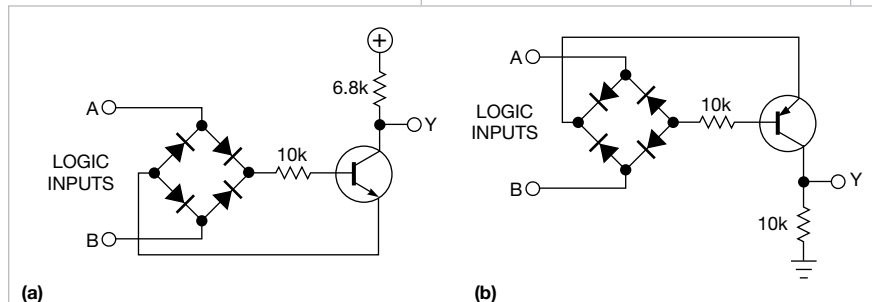 6.8k
A
Y
LOGIC
INPUTS
10k
B
(a)
A
10k
LOGIC
INPUTS
B
Y
10k
(b)